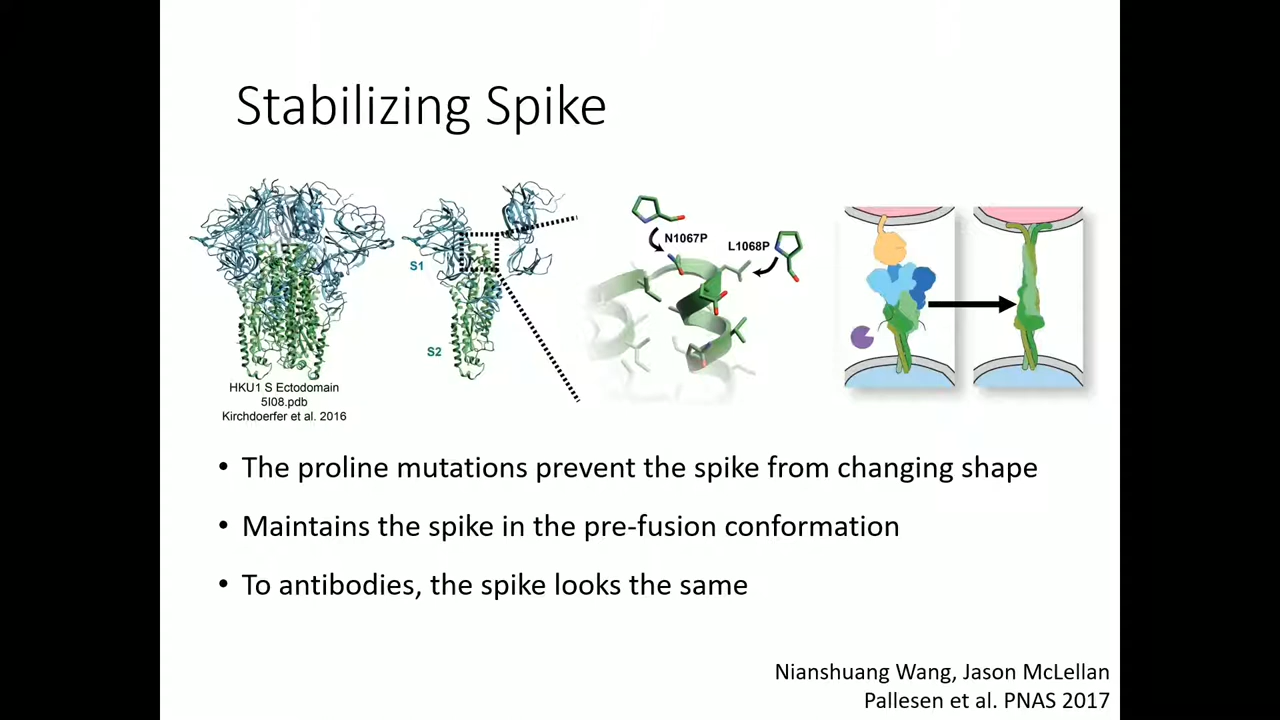 Stabilizing Spike
S1
S2
N1067P
L1068P
HKU1 S Ectodomain
5I08.pdb
Kirchdoerfer et al. 2016
• The proline mutations prevent the spike from changing shape
• Maintains the spike in the pre-fusion conformation
• To antibodies, the spike looks the same
Nianshuang Wang, Jason McLellan
Pallesen et al. PNAS 2017